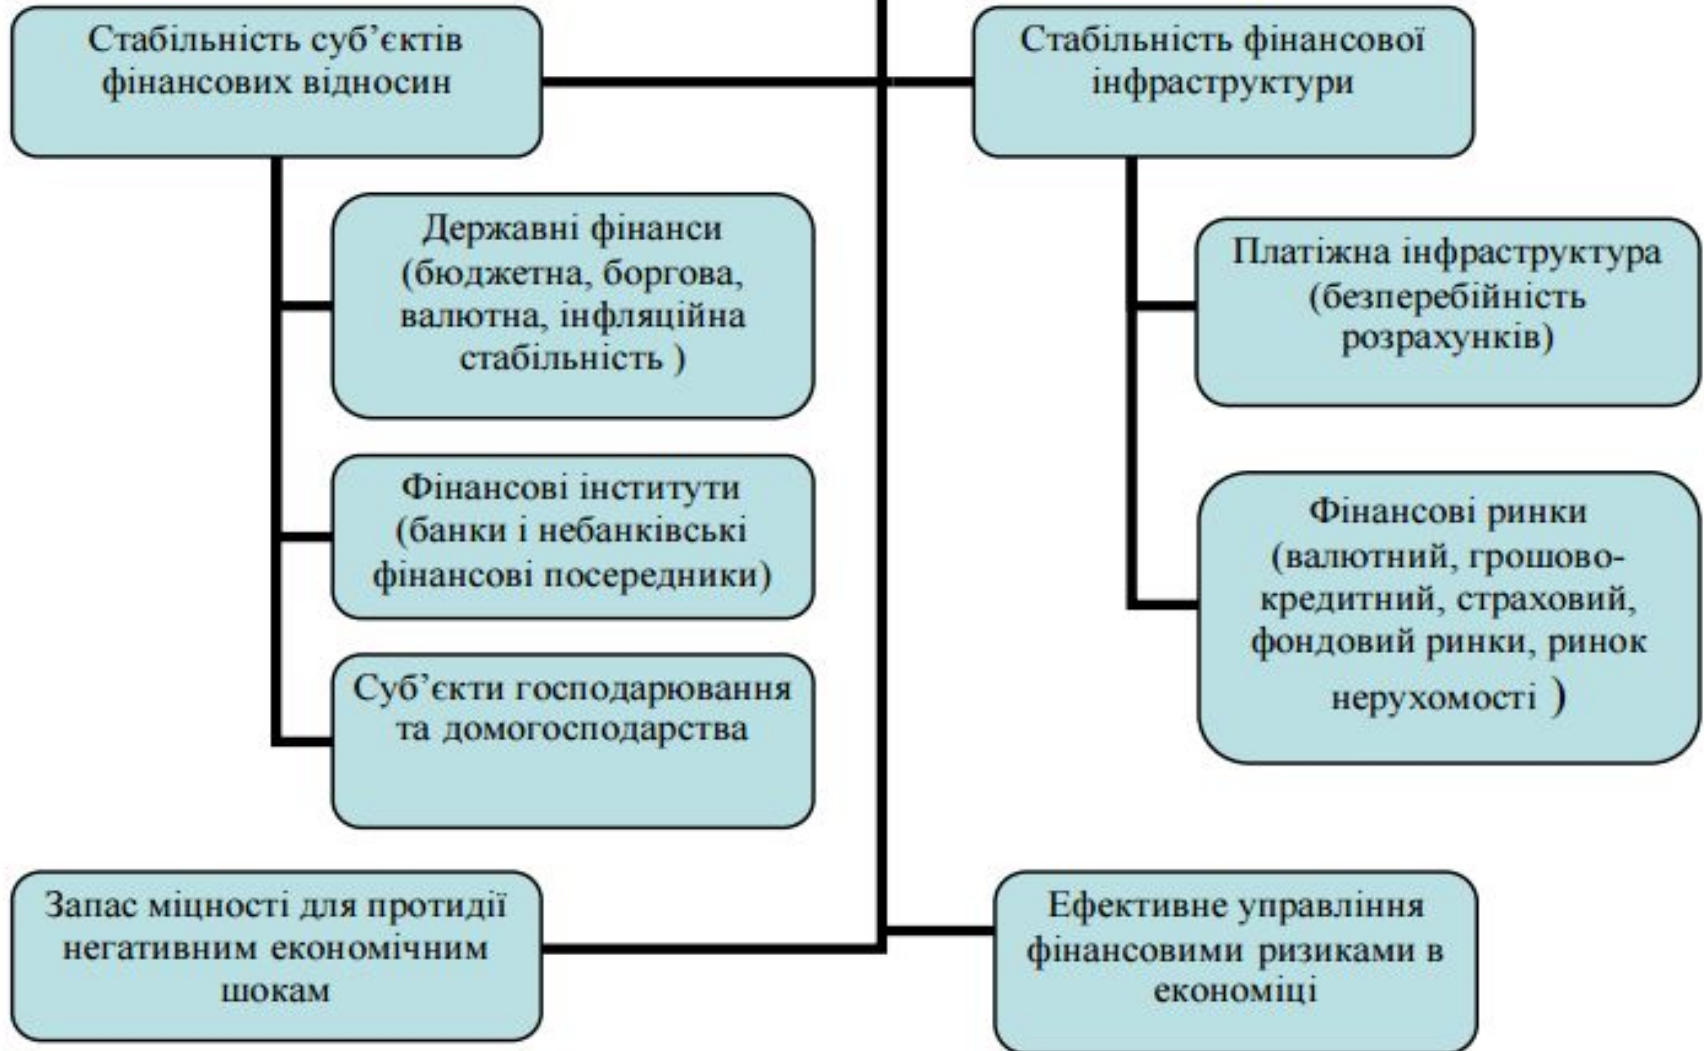 Стабільність суб’єктів
фінансових відносин
Стабільність фінансової
інфраструктури
Державні фінанси
(бюджетна, боргова,
валютна, інфляційна
стабільність )
Платіжна інфраструктура
(безперебійність
розрахунків)
Фінансові інститути
(банки і небанківські
фінансові посередники)
Фінансові ринки
(валютний, грошово-
кредитний, страховий,
фондовий ринки, ринок
нерухомості )
Суб’єкти господарювання
та домогосподарства
Запас міцності для протидії
негативним економічним
шокам
Ефективне управління
фінансовими ризиками в
економіці